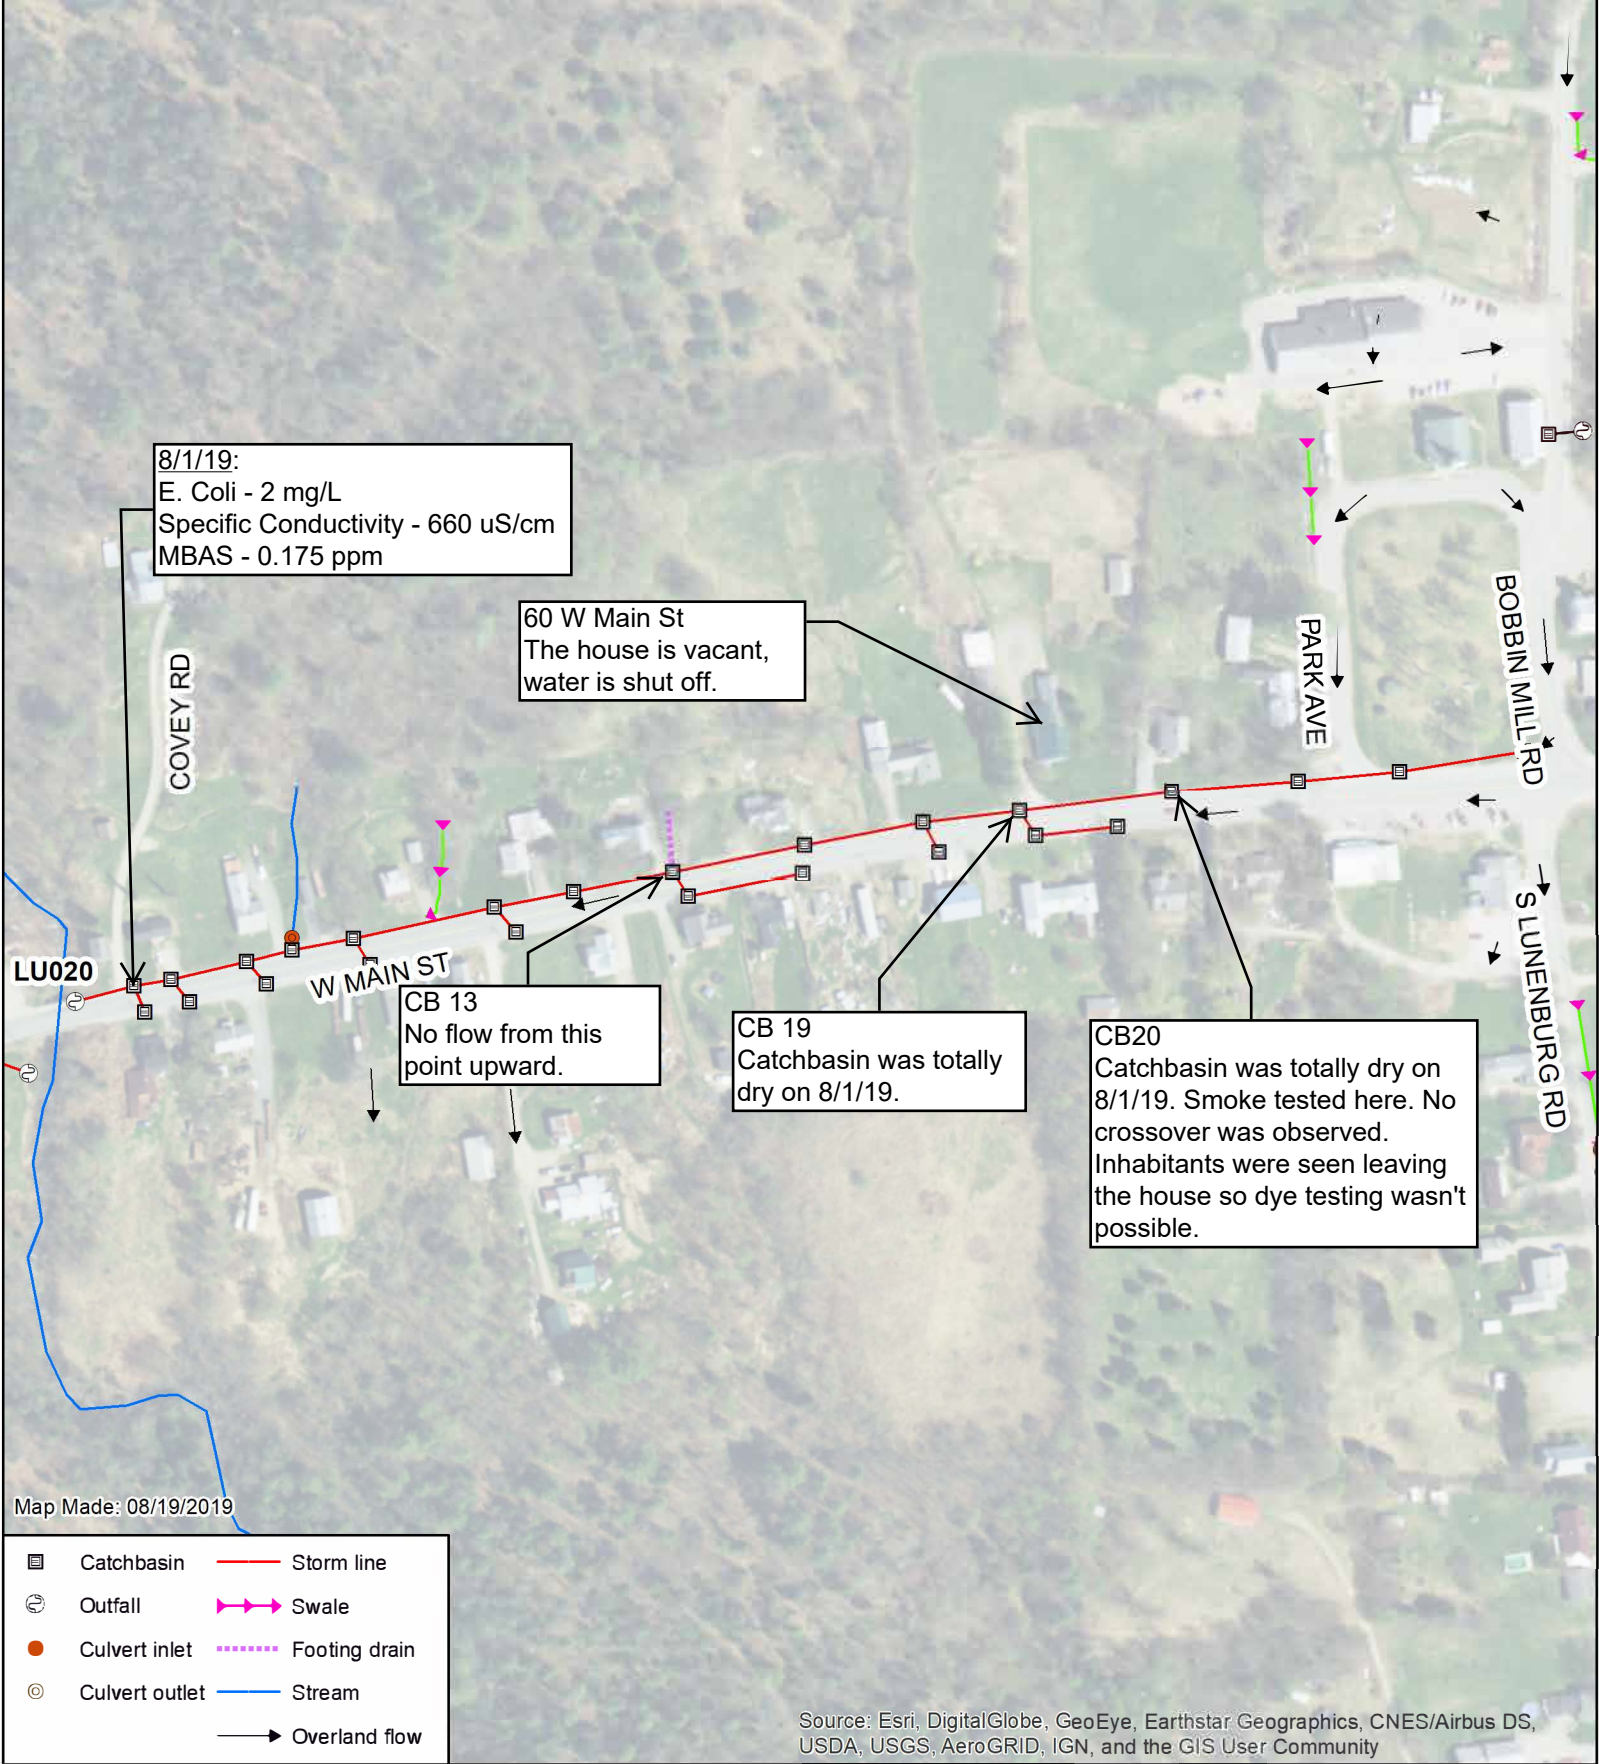 8/1/19:
E. Coli - 2 mg/L
Specific Conductivity - 660 uS/cm
MBAS - 0.175 ppm
60 W Main St
The house is vacant,
water is shut off.
COVEY RD
PARK AVE
BOBBIN MILL RD
S LUNENBURG RD
W MAIN ST
LU020
CB 13
No flow from this
point upward.
CB 19
Catchbasin was totally
dry on 8/1/19.
CB20
Catchbasin was totally dry on
8/1/19. Smoke tested here. No
crossover was observed.
Inhabitants were seen leaving
the house so dye testing wasn't
possible.
Map Made: 08/19/2019
Catchbasin
Storm line
Outfall
Swale
Culvert inlet
Footing drain
Culvert outlet
Stream
Overland flow
Source: Esri, DigitalGlobe, GeoEye, Earthstar Geographics, CNES/Airbus DS,
USDA, USGS, AeroGRID, IGN, and the GIS User Community